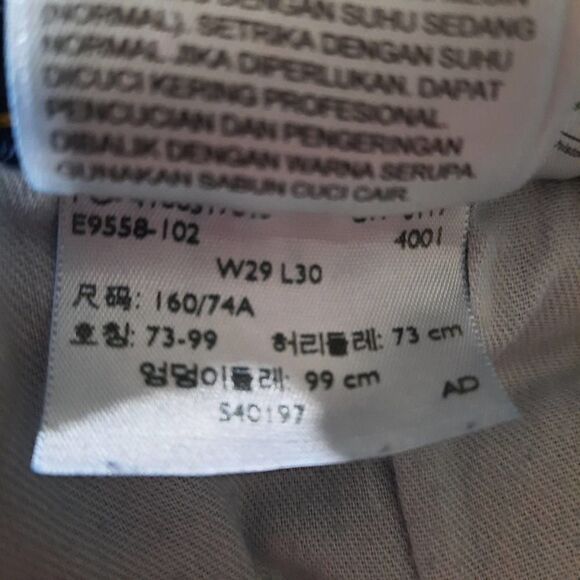 DENGAN SUHU SEDANG
(NORMAL). SETRIKA DENGAN SUHU
NORMAL JIKA DIPERLUKAN. DAPAT
DICUCI KERING PROFESIONAL.
PENCUCIAN DAN PENGERINGAN
DIBALIK DENGAN WARNA SERUPA.
GUNAKAN SABUN CUCI CAIR.
E9558-102 4001
W29 L30
尺码: 160/74A
호칭: 73-99 허리둘레: 73 cm
엉덩이둘레: 99 cm AD
S40197